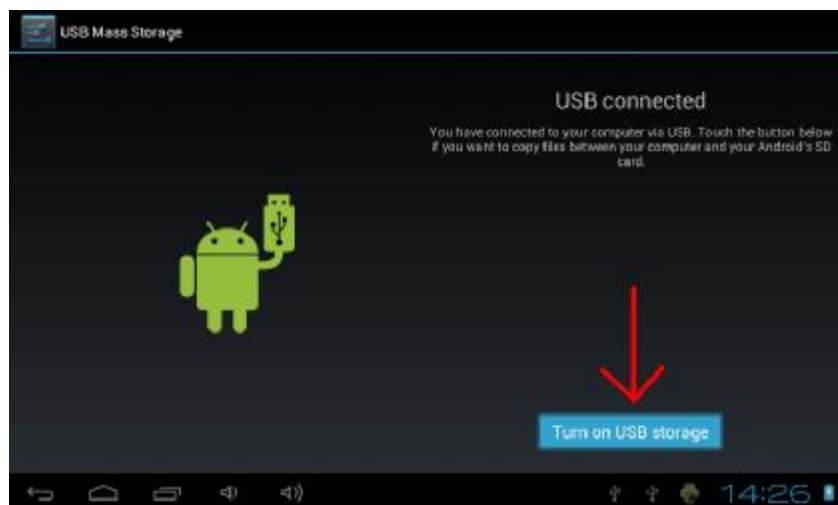 USB Mass Storage
USB connected
You have connected to your computer via USB. Touch the button below
if you want to copy files between your computer and your Android's SD
card.
Turn on USB storage
14:26